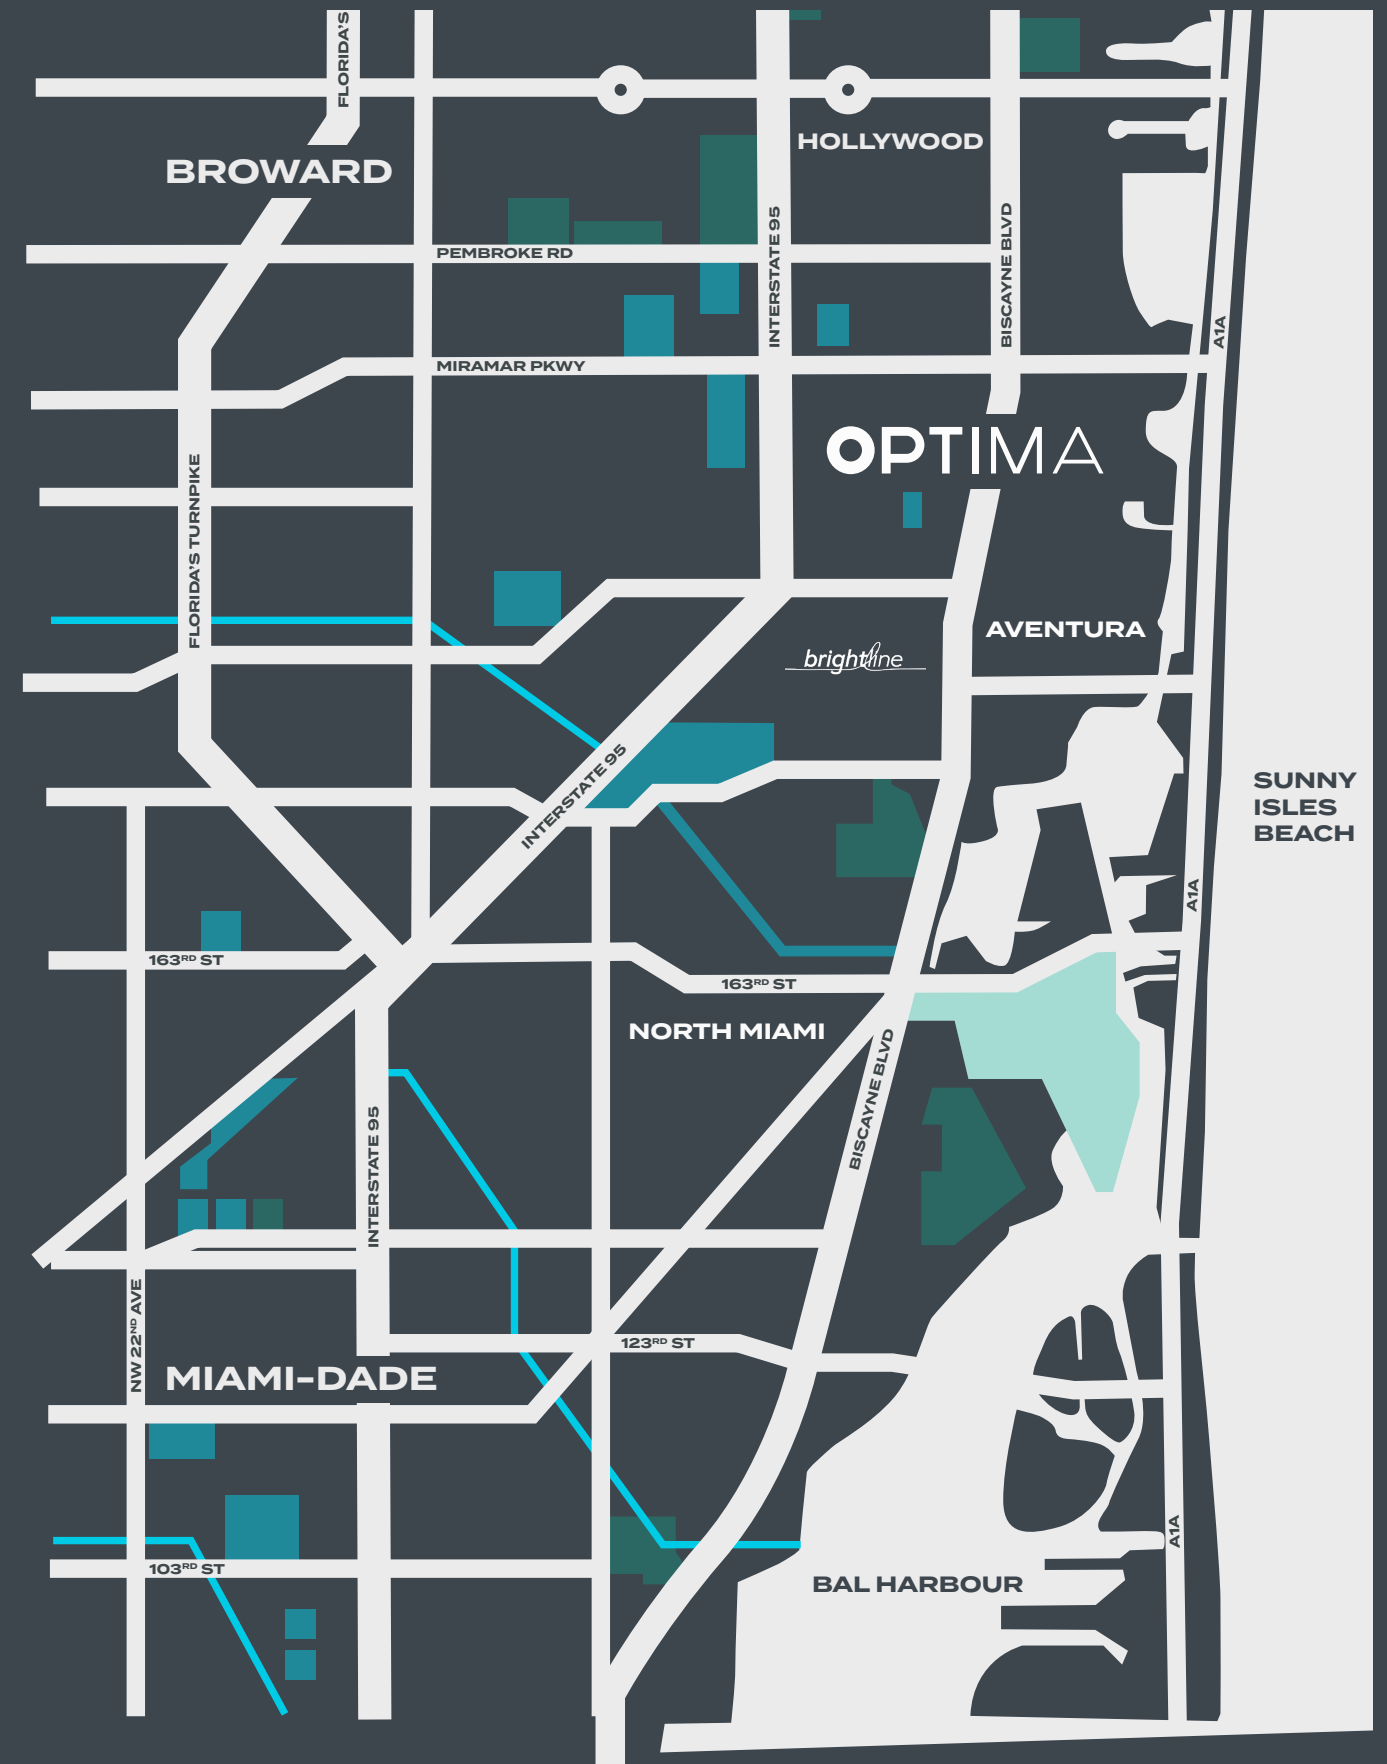 FLORIDA'S
HOLLYWOOD
BROWARD
PEMBROKE RD
INTERSTATE 95
BISCAYNE BLVD
A1A
MIRAMAR PKWY
OPTIMA
FLORIDA'S TURNPIKE
AVENTURA
brightline
INTERSTATE 95
SUNNY
ISLES
BEACH
A1A
163RD ST
163RD ST
NORTH MIAMI
BISCAYNE BLVD
INTERSTATE 95
NW 22ND AVE
123RD ST
MIAMI-DADE
A1A
103RD ST
BAL HARBOUR